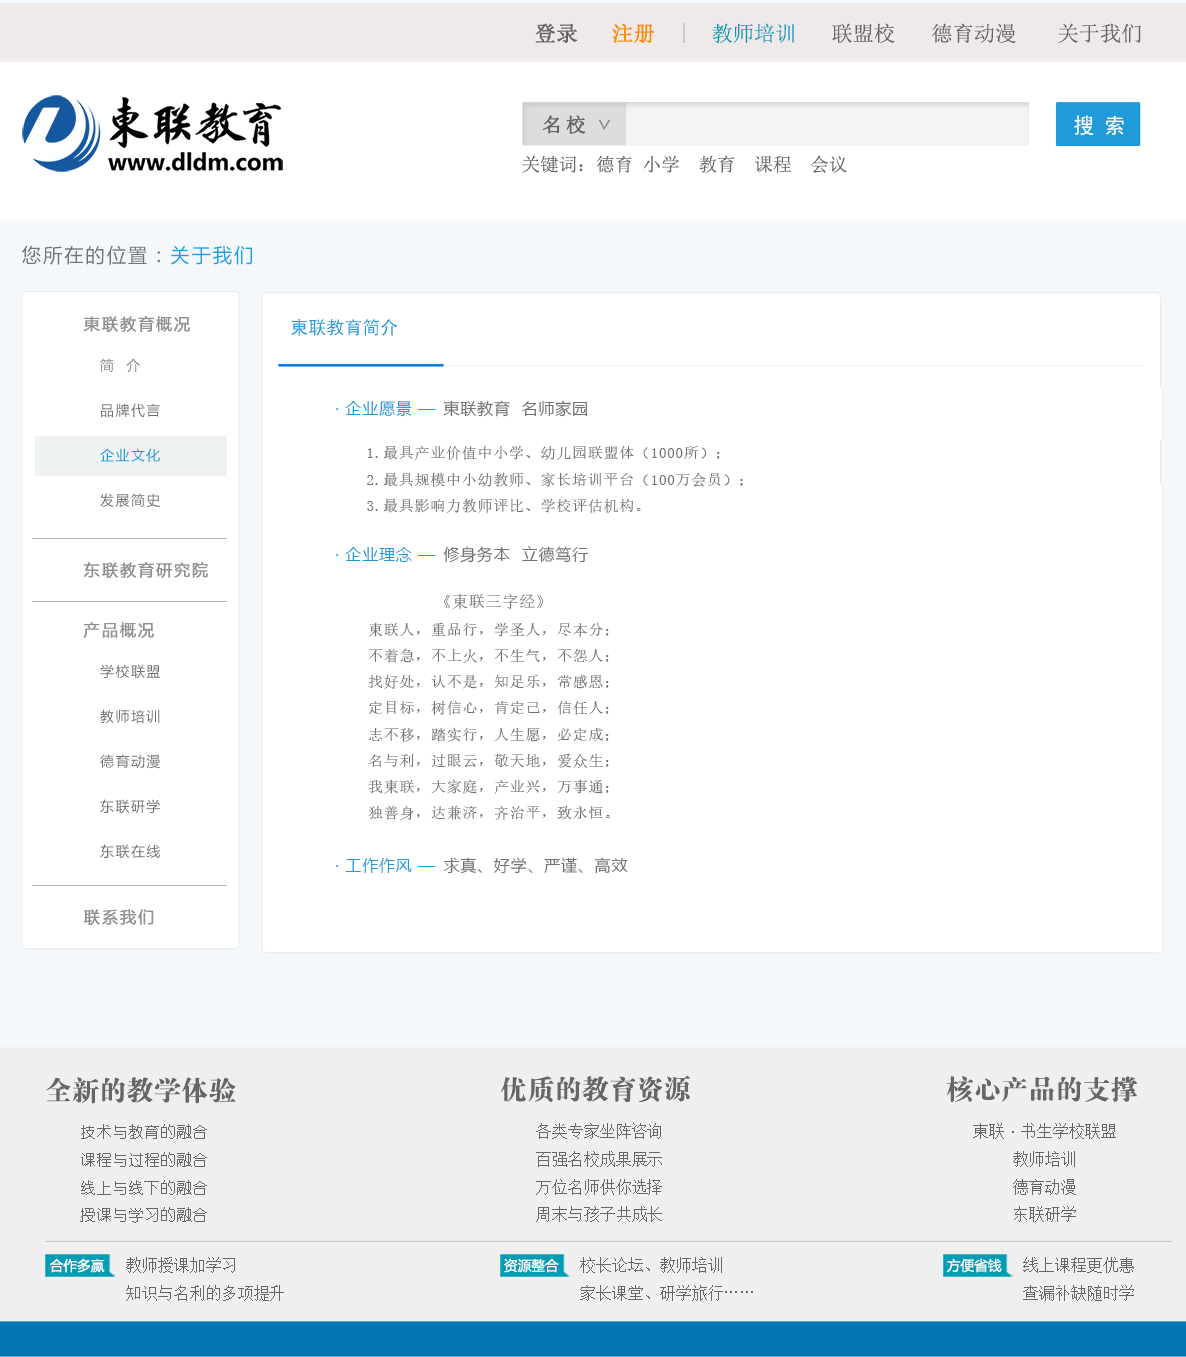 登录 注册 | 教师培训 联盟校 德育动漫 关于我们
東联教育
www.dldm.com
名校 搜索
关键词：德育 小学 教育 课程 会议
您所在的位置：关于我们
東联教育概况
简 介
品牌代言
企业文化
发展简史
东联教育研究院
产品概况
学校联盟
教师培训
德育动漫
东联研学
东联在线
联系我们
東联教育简介
· 企业愿景 — 東联教育 名师家园
1.最具产业价值中小学、幼儿园联盟体（1000所）；
2.最具规模中小幼教师、家长培训平台（100万会员）；
3.最具影响力教师评比、学校评估机构。
· 企业理念 — 修身务本 立德笃行
《東联三字经》
東联人，重品行，学圣人，尽本分；
不着急，不上火，不生气，不怨人；
找好处，认不是，知足乐，常感恩；
定目标，树信心，肯定己，信任人；
志不移，踏实行，人生愿，必定成；
名与利，过眼云，敬天地，爱众生；
我東联，大家庭，产业兴，万事通；
独善身，达兼济，齐治平，致永恒。
· 工作作风 — 求真、好学、严谨、高效
全新的教学体验
技术与教育的融合
课程与过程的融合
线上与线下的融合
授课与学习的融合
优质的教育资源
各类专家坐阵咨询
百强名校成果展示
万位名师供你选择
周末与孩子共成长
核心产品的支撑
東联 · 书生学校联盟
教师培训
德育动漫
东联研学
合作多赢 教师授课加学习
知识与名利的多项提升
资源整合 校长论坛、教师培训
家长课堂、研学旅行……
方便省钱 线上课程更优惠
查漏补缺随时学